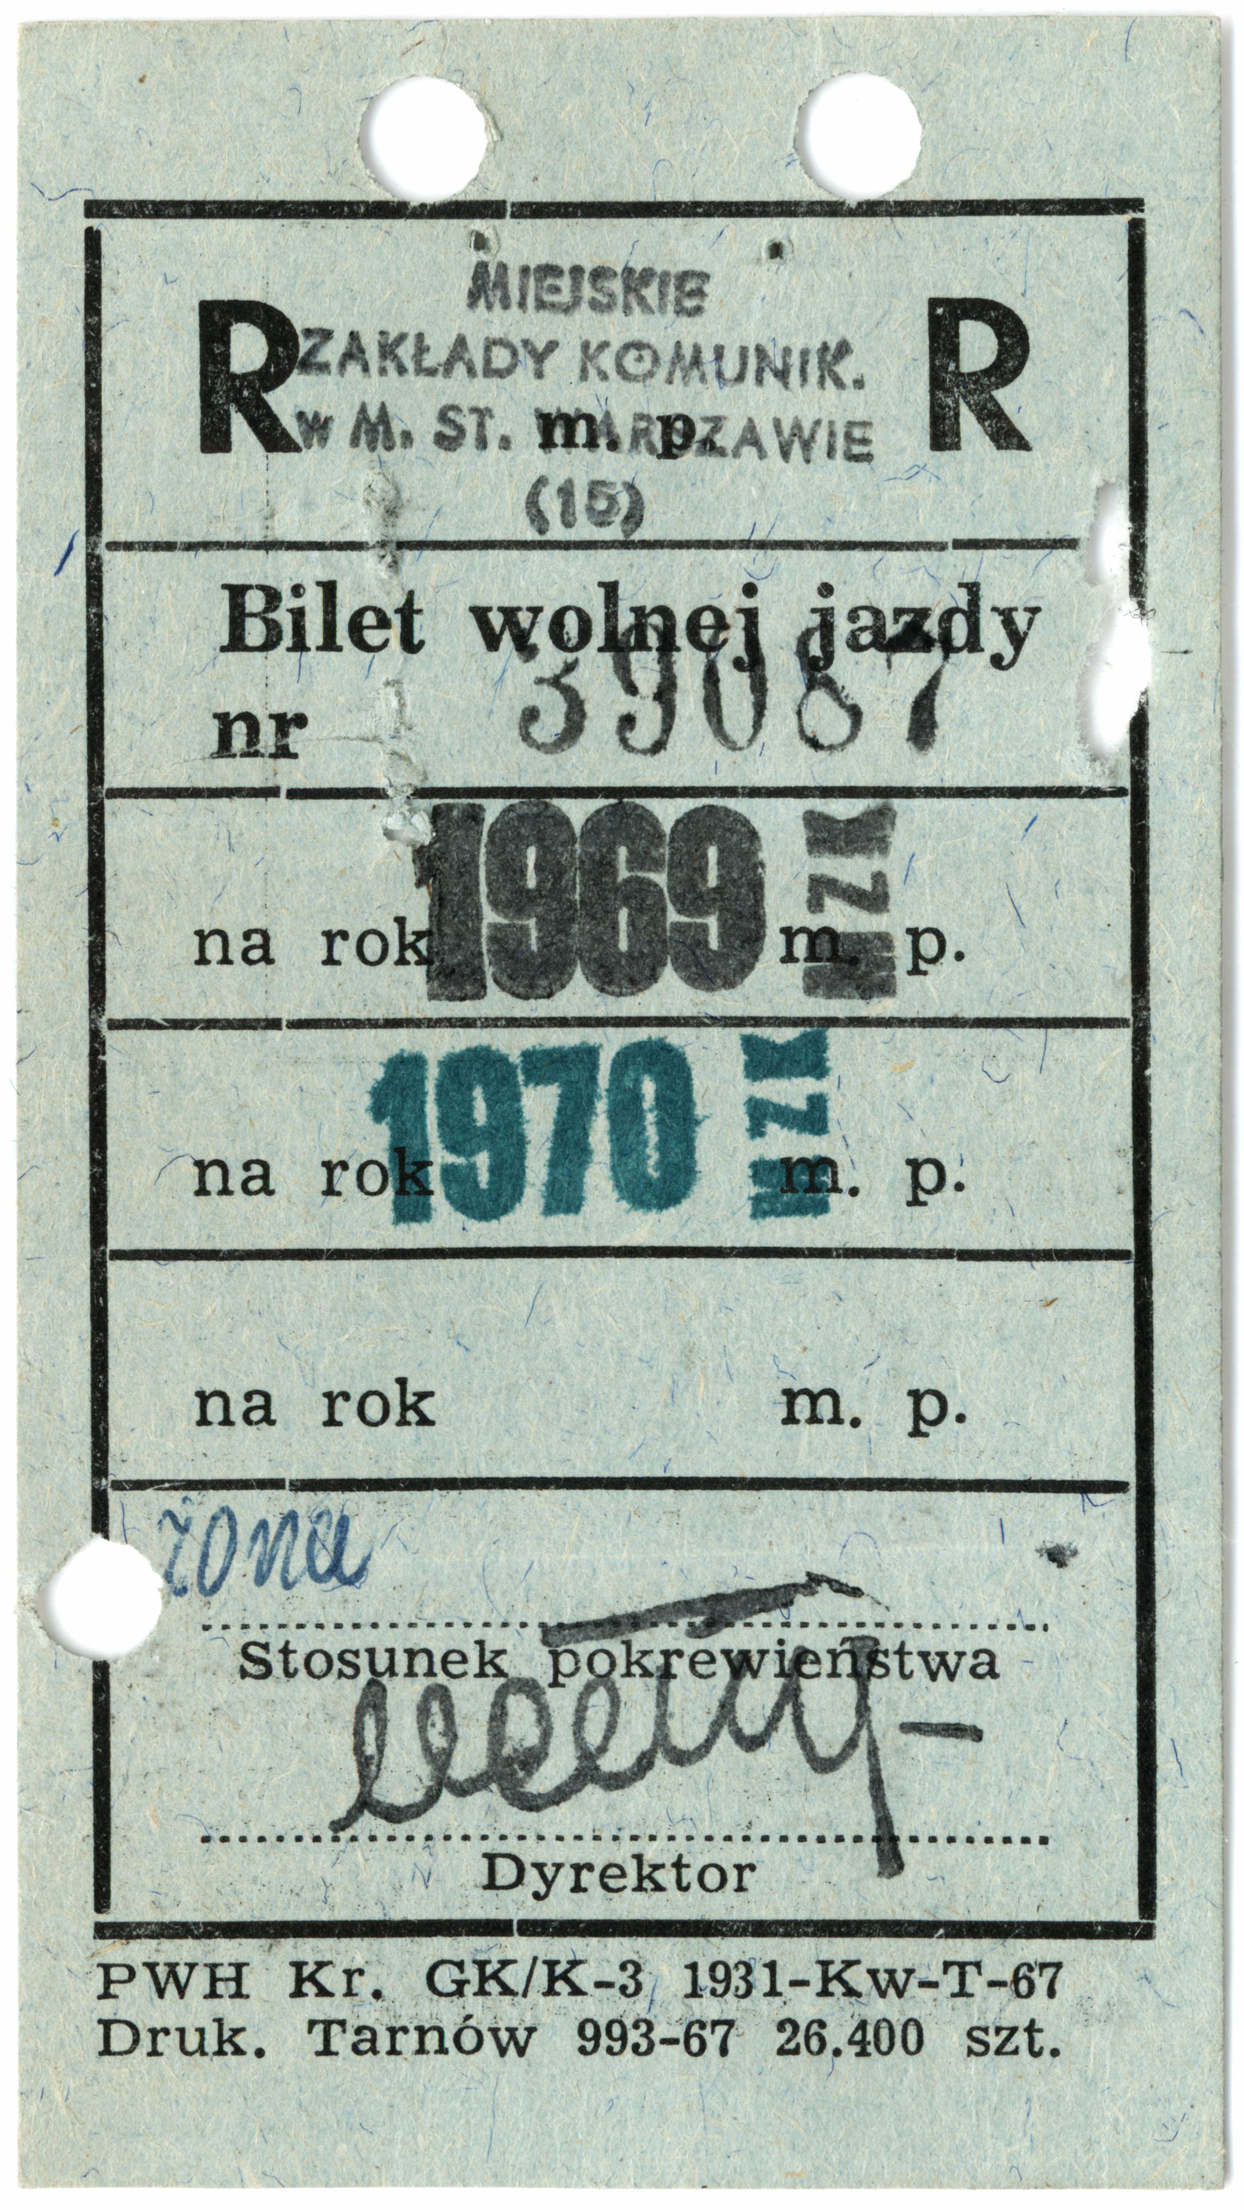 MIEJSKIE
R ZAKŁADY KOMUNIK. R
W M. ST. WARSZAWIE
m. p.
(15)
Bilet wolnej jazdy
nr 39087
na rok 1969 m. p. MZK
na rok 1970 m. p. MZK
na rok m. p.
żona
Stosunek pokrewieństwa
Dyrektor
PWH Kr. GK/K-3 1931-Kw-T-67
Druk. Tarnów 993-67 26.400 szt.